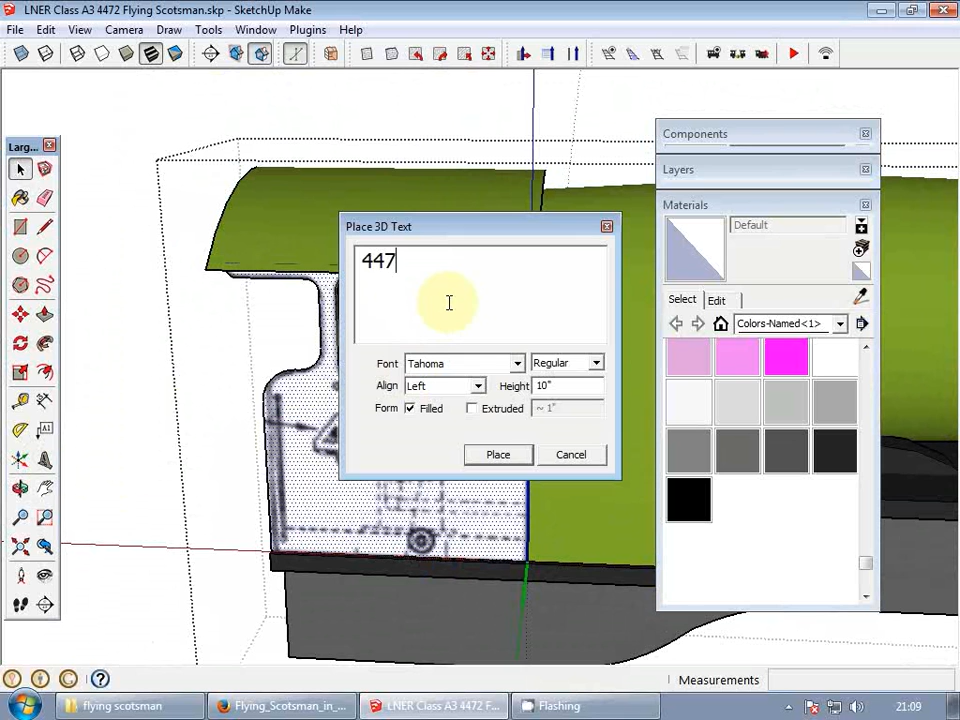 LNER Class A3 4472 Flying Scotsman.skp - SketchUp Make
File Edit View Camera Draw Tools Window Plugins Help
Larg...
Components
Layers
Materials
Default
Select Edit
Colors-Named<1>
Place 3D Text
447
Font Tahoma Regular
Align Left Height 10"
Form Filled Extruded ~ 1"
Place Cancel
A1
Measurements
flying scotsman Flying_Scotsman_in_... LNER Class A3 4472 F... Flashing 21:09